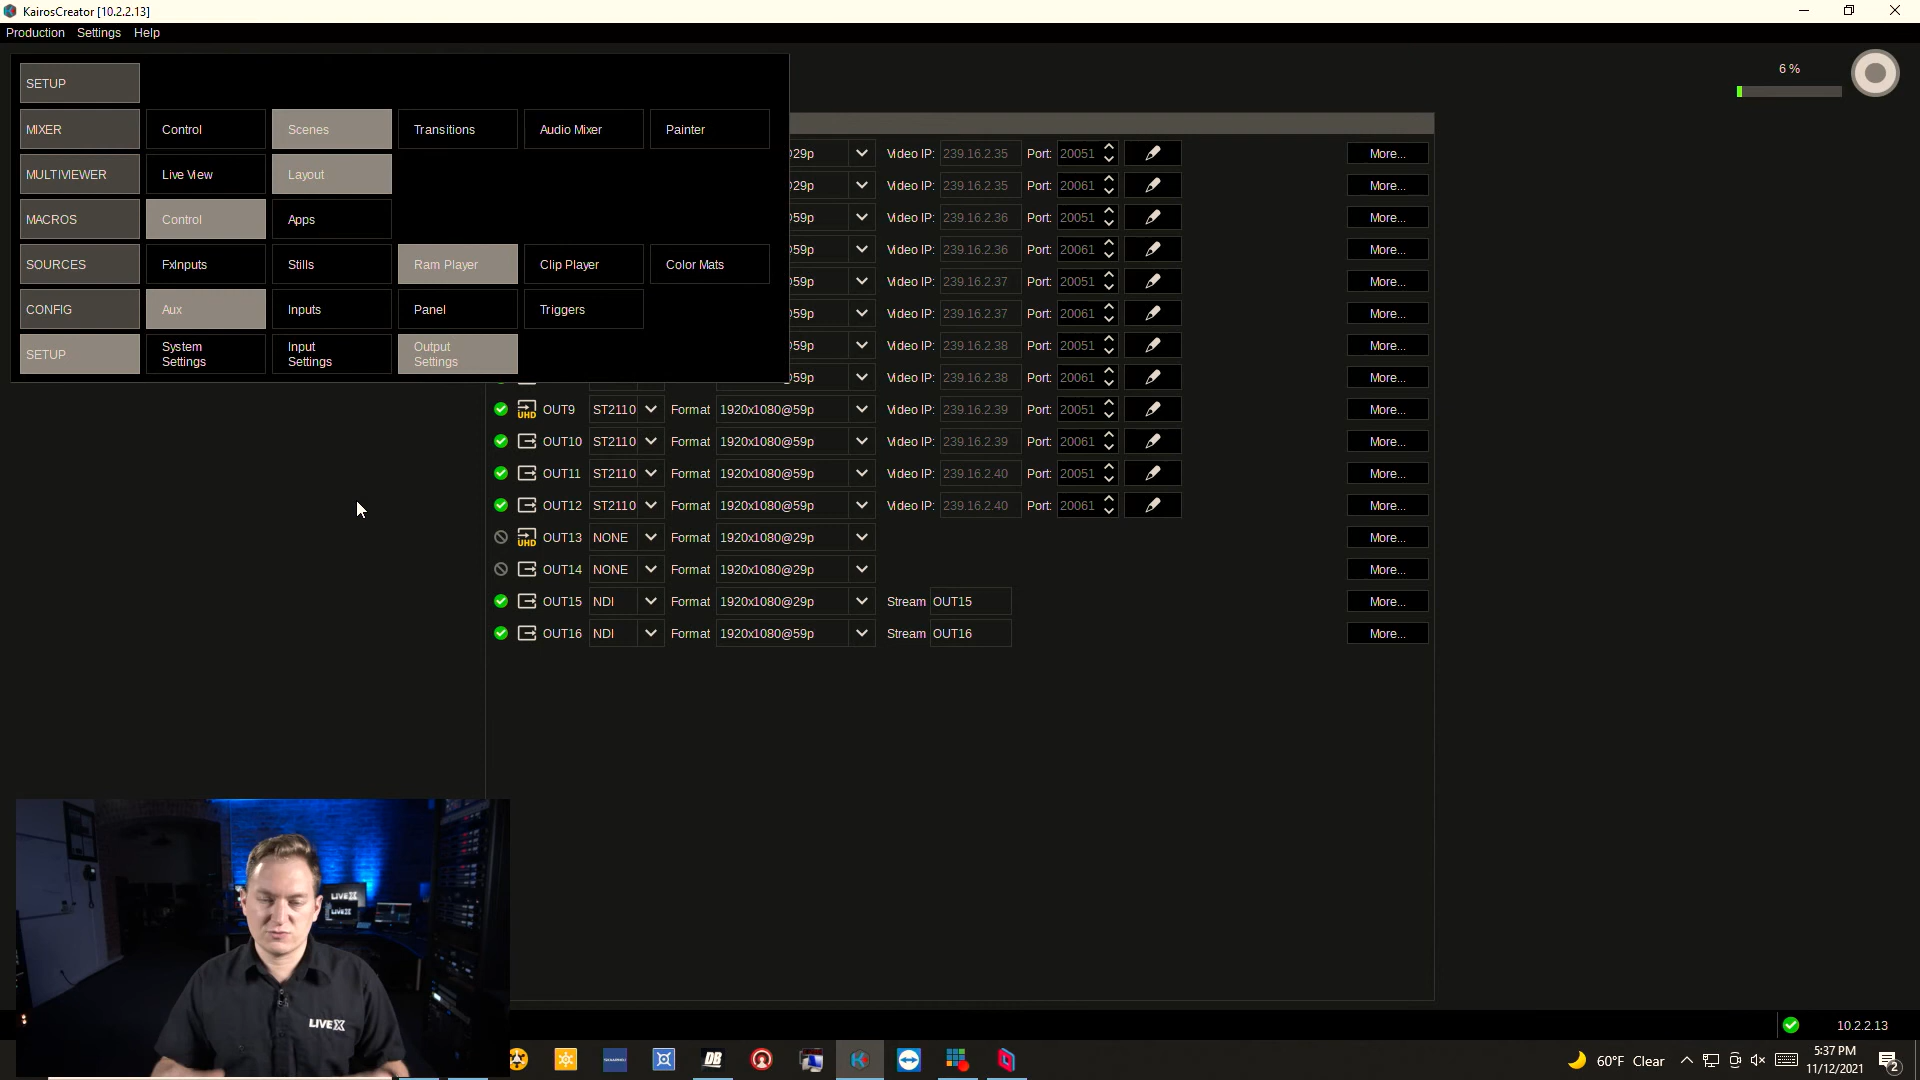 KairosCreator [10.2.2.13]
Production Settings Help
SETUP
6 %
MIXER Control Scenes Transitions Audio Mixer Painter
MULTIVIEWER Live View Layout
MACROS Control Apps
SOURCES FxInputs Stills Ram Player Clip Player Color Mats
CONFIG Aux Inputs Panel Triggers
SETUP System Settings Input Settings Output Settings
29p Video IP: 239.16.2.35 Port: 20051 More...
29p Video IP: 239.16.2.35 Port: 20061 More...
59p Video IP: 239.16.2.36 Port: 20051 More...
59p Video IP: 239.16.2.36 Port: 20061 More...
59p Video IP: 239.16.2.37 Port: 20051 More...
59p Video IP: 239.16.2.37 Port: 20061 More...
59p Video IP: 239.16.2.38 Port: 20051 More...
59p Video IP: 239.16.2.38 Port: 20061 More...
UHD OUT9 ST2110 Format 1920x1080@59p Video IP: 239.16.2.39 Port: 20051 More...
OUT10 ST2110 Format 1920x1080@59p Video IP: 239.16.2.39 Port: 20061 More...
OUT11 ST2110 Format 1920x1080@59p Video IP: 239.16.2.40 Port: 20051 More...
OUT12 ST2110 Format 1920x1080@59p Video IP: 239.16.2.40 Port: 20061 More...
UHD OUT13 NONE Format 1920x1080@29p More...
OUT14 NONE Format 1920x1080@29p More...
OUT15 NDI Format 1920x1080@29p Stream OUT15 More...
OUT16 NDI Format 1920x1080@59p Stream OUT16 More...
LIVEX
LIVEX
LIVEX
10.2.2.13
DB
60°F Clear
5:37 PM
11/12/2021
2